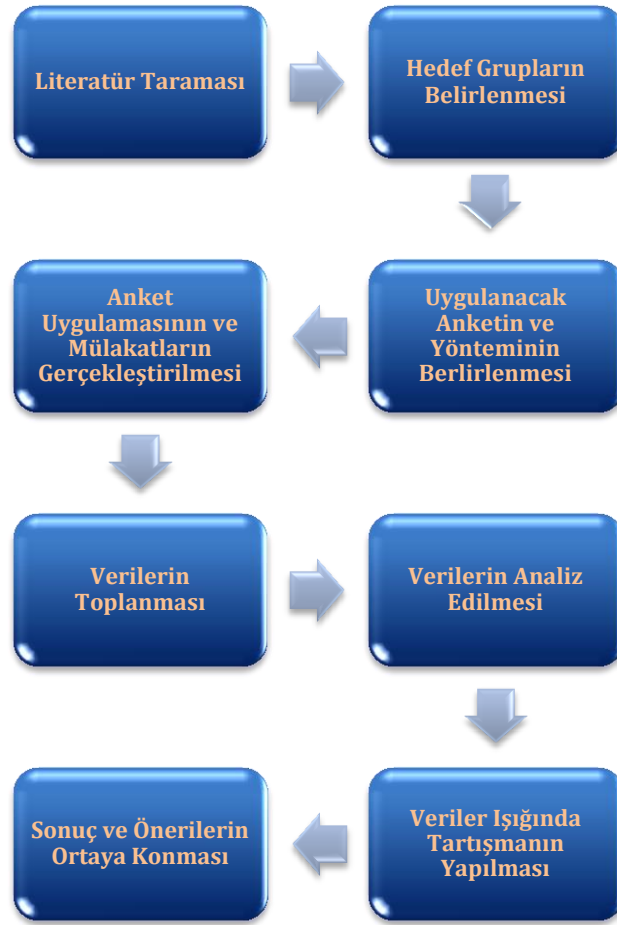 Literatür Taraması
Hedef Grupların
Belirlenmesi
Uygulanacak
Anketin ve
Yönteminin
Berlirlenmesi
Anket
Uygulamasının ve
Mülakatların
Gerçekleştirilmesi
Verilerin
Toplanması
Verilerin Analiz
Edilmesi
Veriler Işığında
Tartışmanın
Yapılması
Sonuç ve Önerilerin
Ortaya Konması